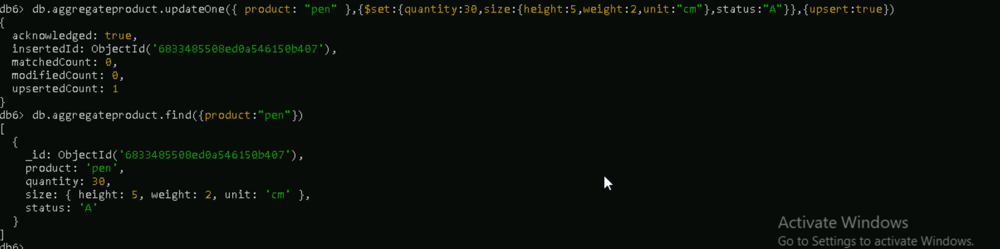 db6> db.aggregateproduct.updateOne({ product: "pen" },{$set:{quantity:30,size:{height:5,weight:2,unit:"cm"},status:"A"}},{upsert:true})
{
  acknowledged: true,
  insertedId: ObjectId('6833485508ed0a546150b407'),
  matchedCount: 0,
  modifiedCount: 0,
  upsertedCount: 1
}
db6> db.aggregateproduct.find({product:"pen"})
[
  {
    _id: ObjectId('6833485508ed0a546150b407'),
    product: 'pen',
    quantity: 30,
    size: { height: 5, weight: 2, unit: 'cm' },
    status: 'A'
  }
]
db6>
Activate Windows
Go to Settings to activate Windows.